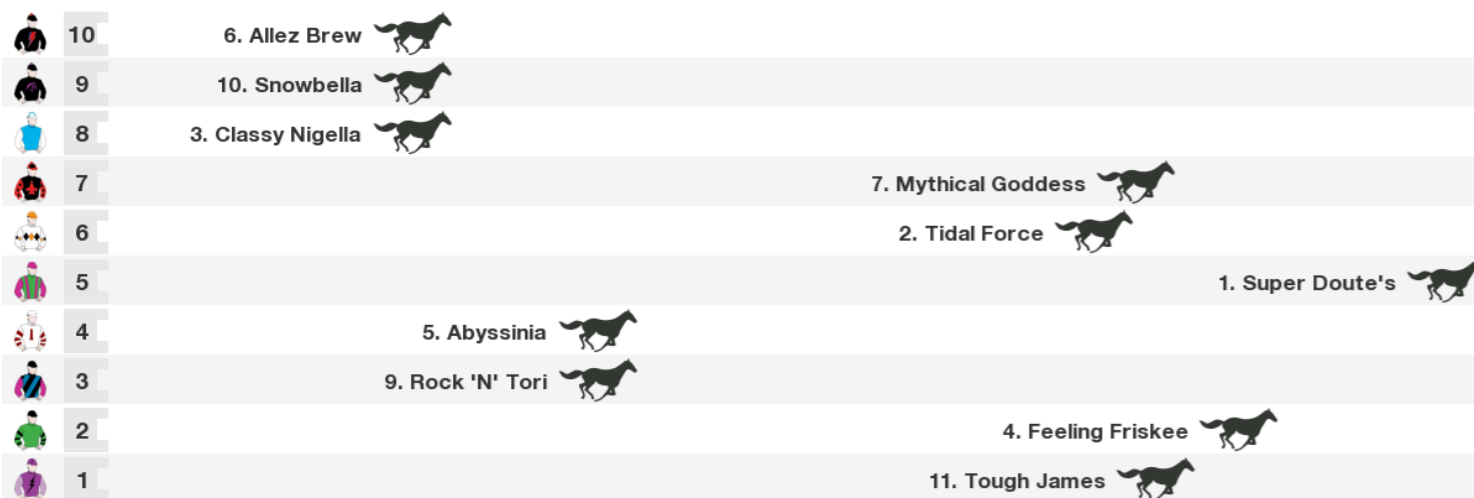 10 6. Allez Brew
9 10. Snowbella
8 3. Classy Nigella
7 7. Mythical Goddess
6 2. Tidal Force
5 1. Super Doute's
4 5. Abyssinia
3 9. Rock 'N' Tori
2 4. Feeling Friskee
1 11. Tough James